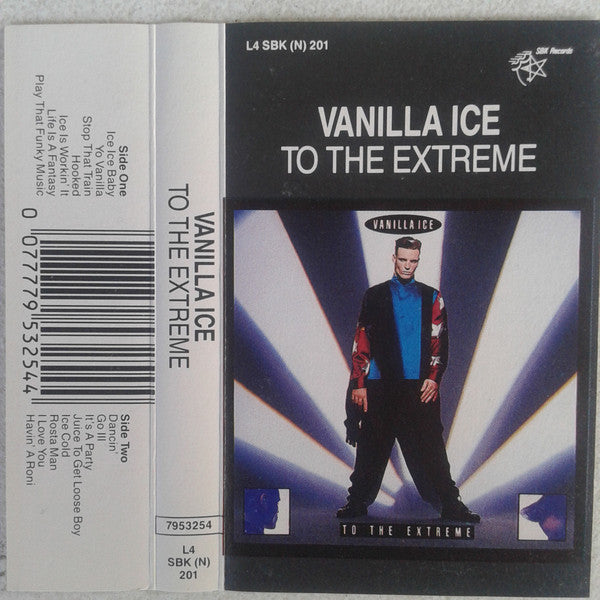 Side One
Ice Ice Baby
Yo Vanilla
Stop That Train
Hooked
Ice Is Workin' It
Life Is A Fantasy
Play That Funky Music
0 077779 532544
Side Two
Dancin'
Go Ill
It's A Party
Juice To Get Loose Boy
Ice Cold
Rosta Man
I Love You
Havin' A Roni
VANILLA ICE
TO THE EXTREME
7953254
L4
SBK (N)
201
L4 SBK (N) 201
SBK Records
VANILLA ICE
TO THE EXTREME
VANILLA ICE
TO THE EXTREME